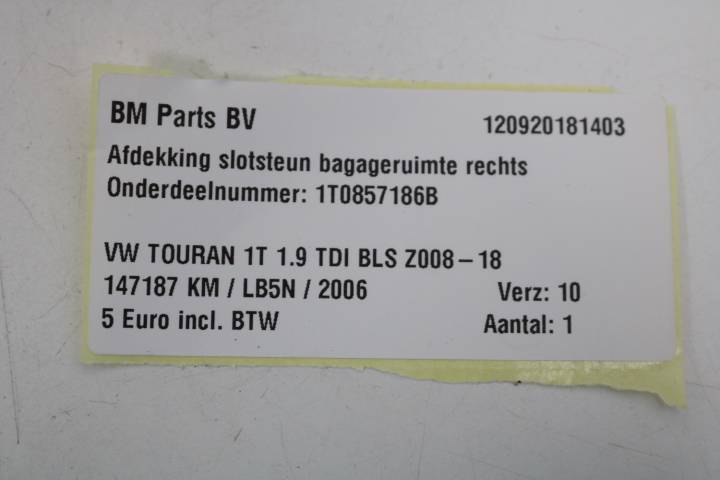 BM Parts BV 120920181403
Afdekking slotsteun bagageruimte rechts
Onderdeelnummer: 1T0857186B
VW TOURAN 1T 1.9 TDI BLS Z008-18
147187 KM / LB5N / 2006 Verz: 10
5 Euro incl. BTW Aantal: 1